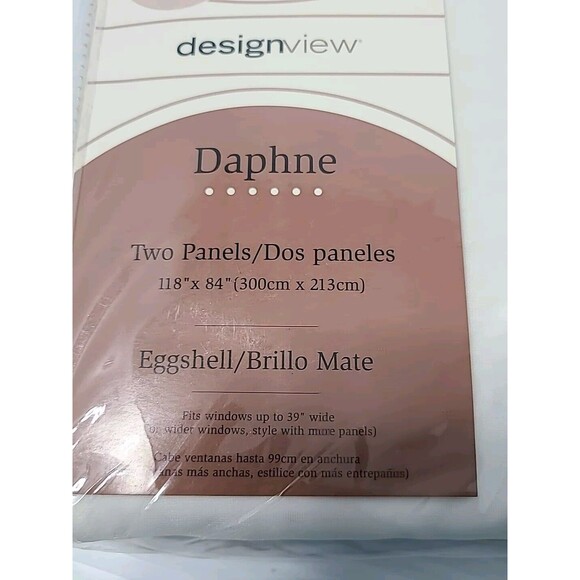 designview®
Daphne
Two Panels/Dos paneles
118"x 84"(300cm x 213cm)
Eggshell/Brillo Mate
Fits windows up to 39" wide
wider windows, style with more panels)
Cabe ventanas hasta 99cm en anchura
más anchas, estilice con más entrepaños)